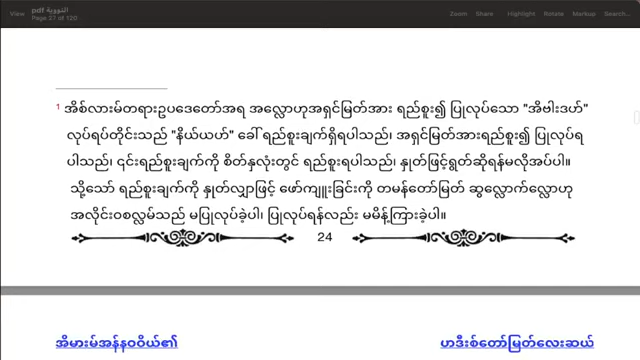 View
النووية pdf
Page 27 of 120
Zoom Share Highlight Rotate Markup Search...
1 အိစ်လားမ်တရားဥပဒေတော်အရ အလ္လောဟုအရှင်မြတ်အား ရည်စူး၍ ပြုလုပ်သော "အိဗါးဒဟ်"
လုပ်ရပ်တိုင်းသည် "နိယ်ယဟ်" ခေါ် ရည်စူးချက်ရှိရပါသည်၊ အရှင်မြတ်အားရည်စူး၍ ပြုလုပ်ရ
ပါသည်၊ ၎င်းရည်စူးချက်ကို စိတ်နှလုံးတွင် ရည်စူးရပါသည်၊ နှုတ်ဖြင့်ရွတ်ဆိုရန်မလိုအပ်ပါ။
သို့သော် ရည်စူးချက်ကို နှုတ်လျှာဖြင့် ဖော်ကျူးခြင်းကို တမန်တော်မြတ် ဆွလ္လောက်လ္လောဟု
အလိုင်းဝစလ္လမ်သည် မပြုလုပ်ခဲ့ပါ၊ ပြုလုပ်ရန်လည်း မမိန့်ကြားခဲ့ပါ။
24
အိမားမ်အန်နဝဝီယ်၏ ဟဒီးစ်တော်မြတ်လေးဆယ်